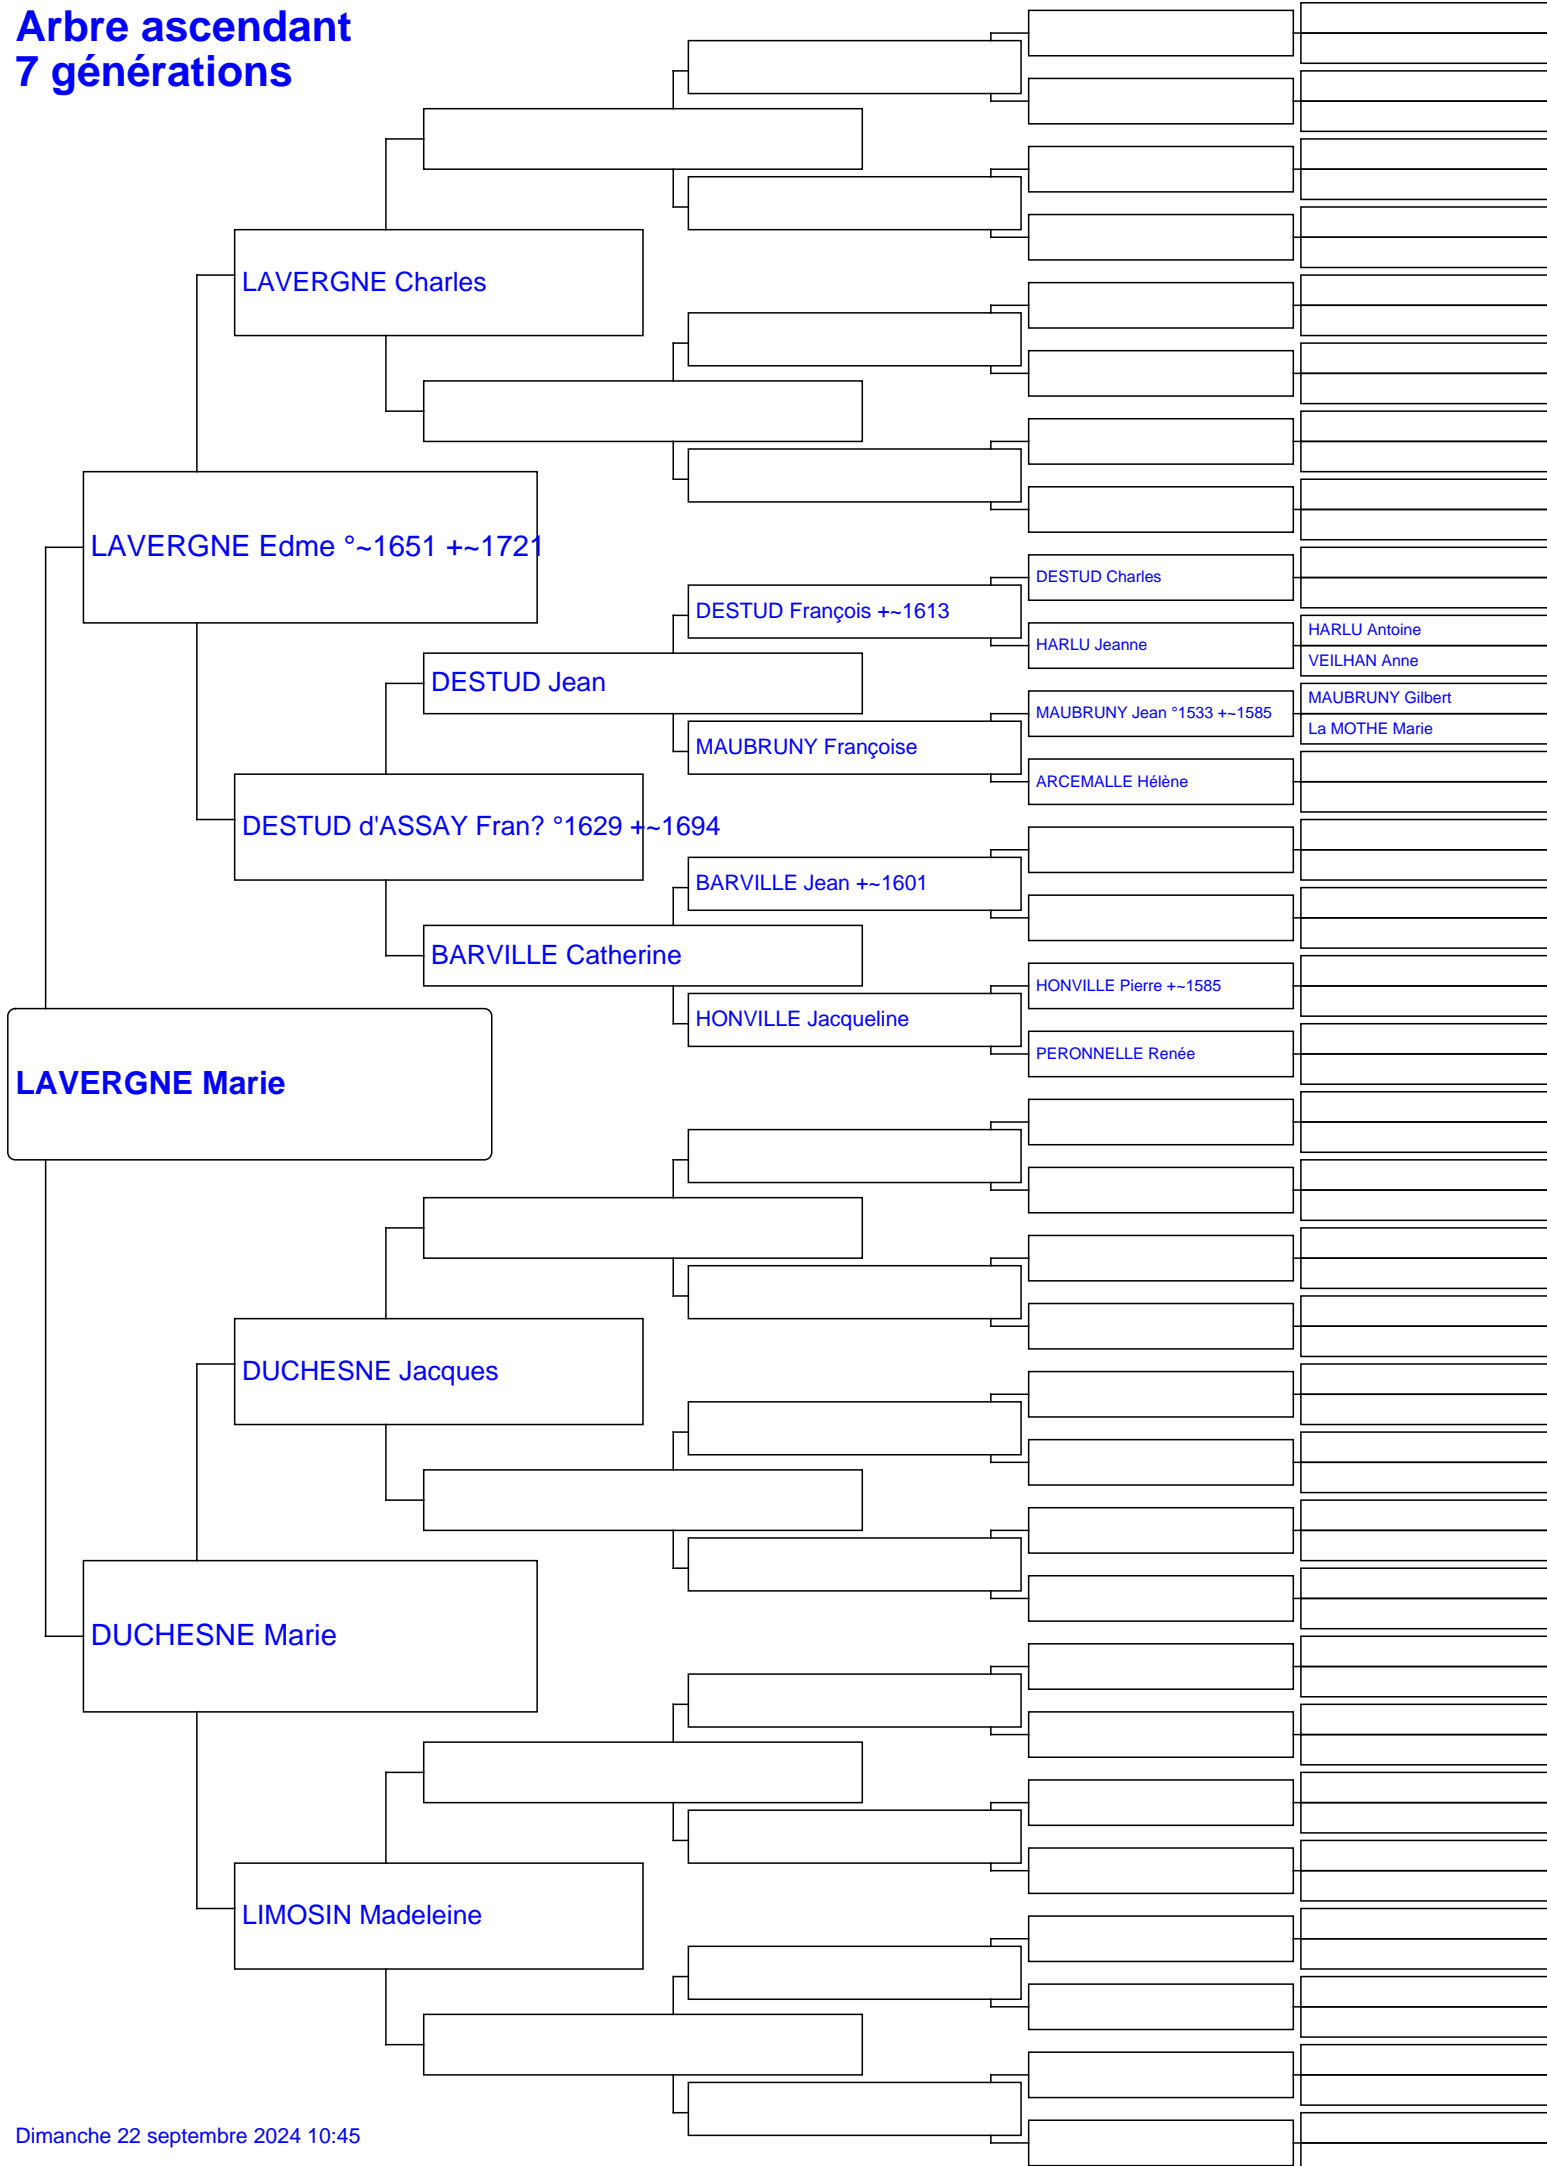 Arbre ascendant
7 générations
LAVERGNE Charles
LAVERGNE Edme °~1651 +~1721
DESTUD Charles
DESTUD François +~1613
HARLU Antoine
HARLU Jeanne
VEILHAN Anne
DESTUD Jean
MAUBRUNY Gilbert
MAUBRUNY Jean °1533 +~1585
La MOTHE Marie
MAUBRUNY Françoise
ARCEMALLE Hélène
DESTUD d'ASSAY Fran? °1629 +~1694
BARVILLE Jean +~1601
BARVILLE Catherine
HONVILLE Pierre +~1585
HONVILLE Jacqueline
PERONNELLE Renée
LAVERGNE Marie
DUCHESNE Jacques
DUCHESNE Marie
LIMOSIN Madeleine
Dimanche 22 septembre 2024 10:45